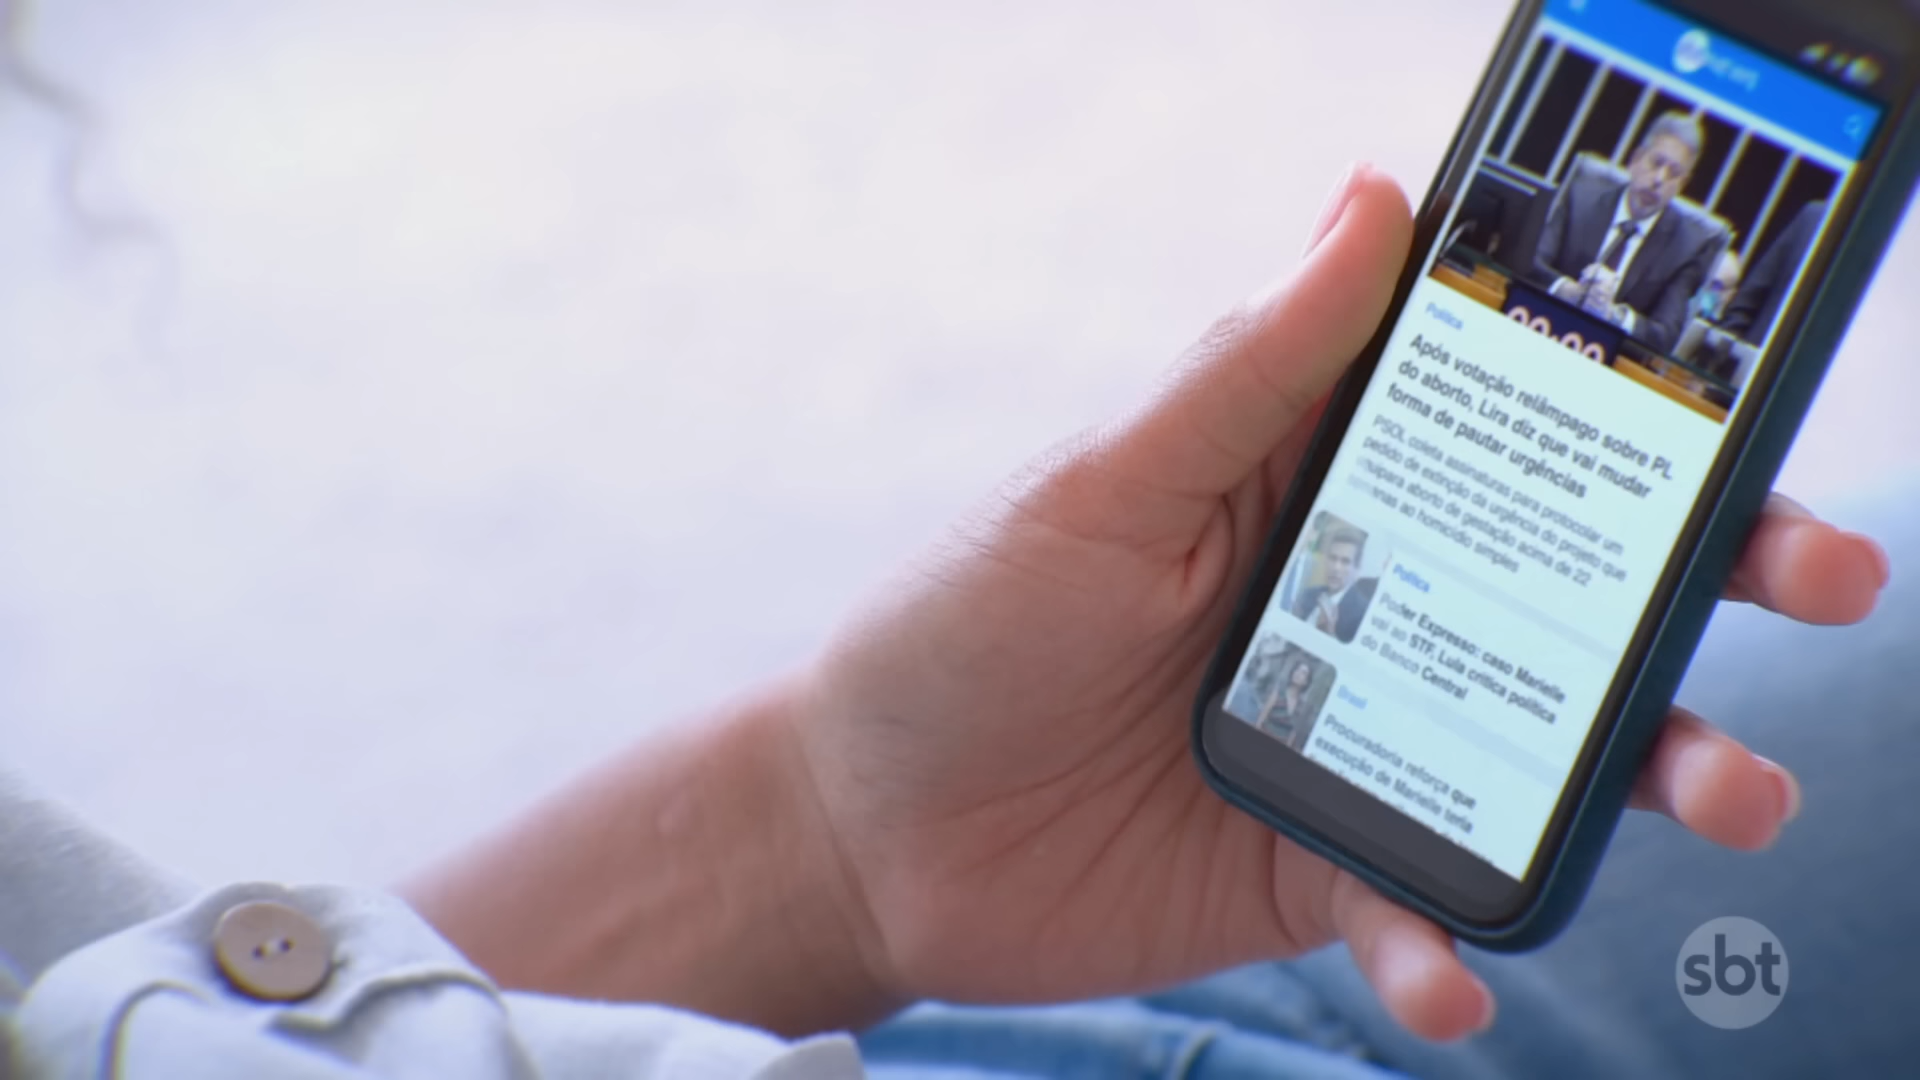 news
Política
00:00
Após votação relâmpago sobre PL
do aborto, Lira diz que vai mudar
forma de pautar urgências
PSOL coleta assinaturas para protocolar um
pedido de extinção da urgência do projeto que
equipara aborto de gestação acima de 22
semanas ao homicídio simples
Política
Poder Expresso: caso Marielle
vai ao STF, Lula critica política
do Banco Central
Brasil
Procuradoria reforça que
execução de Marielle teria
sbt